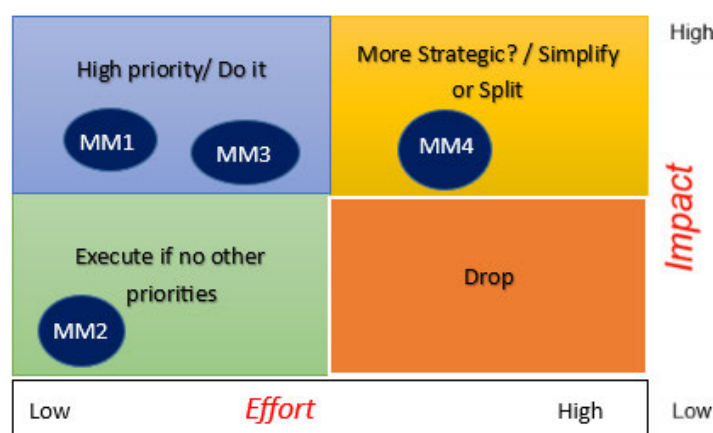 High priority/ Do it
MM1
MM3
More Strategic? / Simplify
or Split
MM4
High
Impact
Execute if no other
priorities
MM2
Drop
Low
Effort
High
Low